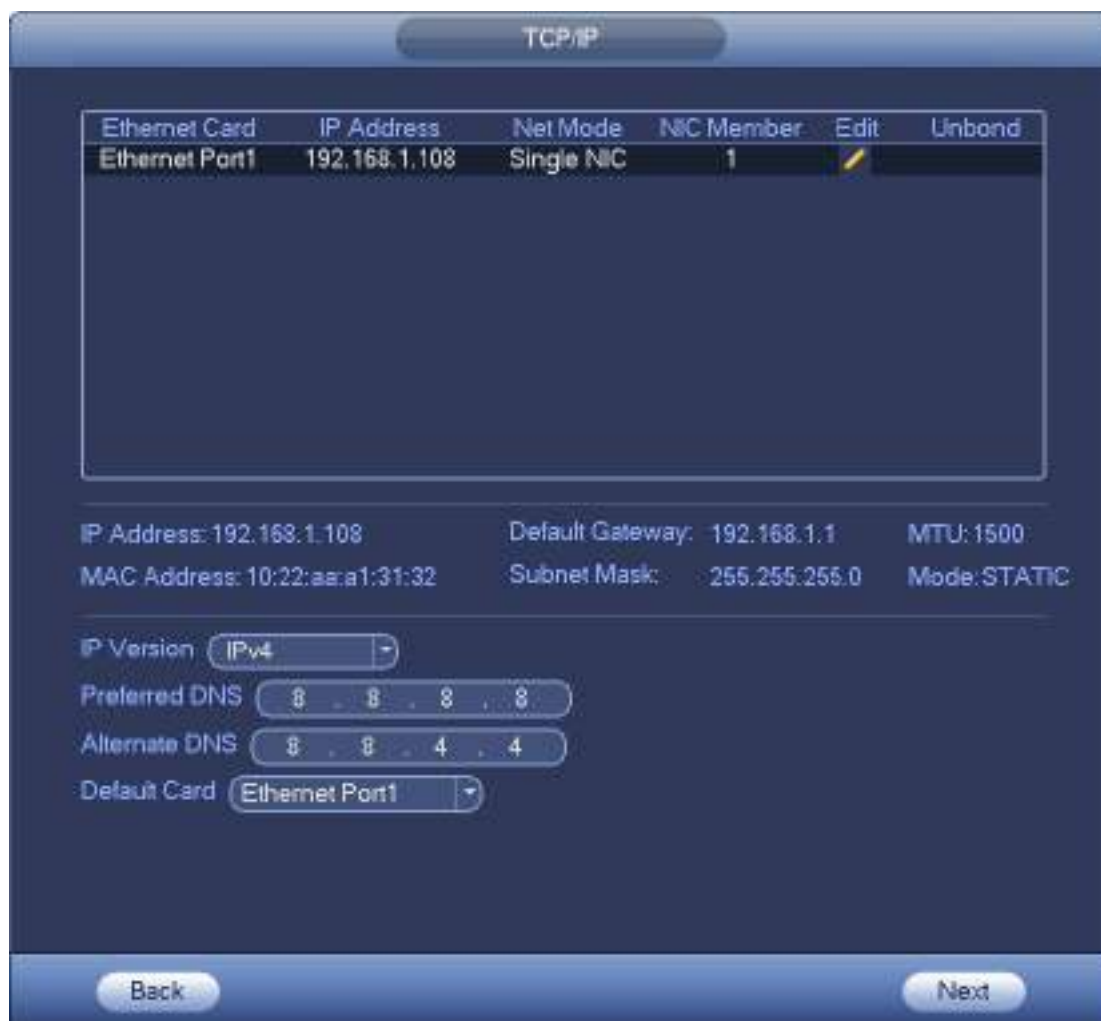 TCP/IP
Ethernet Card IP Address Net Mode NIC Member Edit Unbond
Ethernet Port1 192.168.1.108 Single NIC 1
IP Address: 192.168.1.108 Default Gateway: 192.168.1.1 MTU:1500
MAC Address: 10:22:aa:a1:31:32 Subnet Mask: 255.255.255.0 Mode:STATIC
IP Version IPv4
Preferred DNS 8 . 8 . 8 . 8
Alternate DNS 8 . 8 . 4 . 4
Default Card Ethernet Port1
Back Next